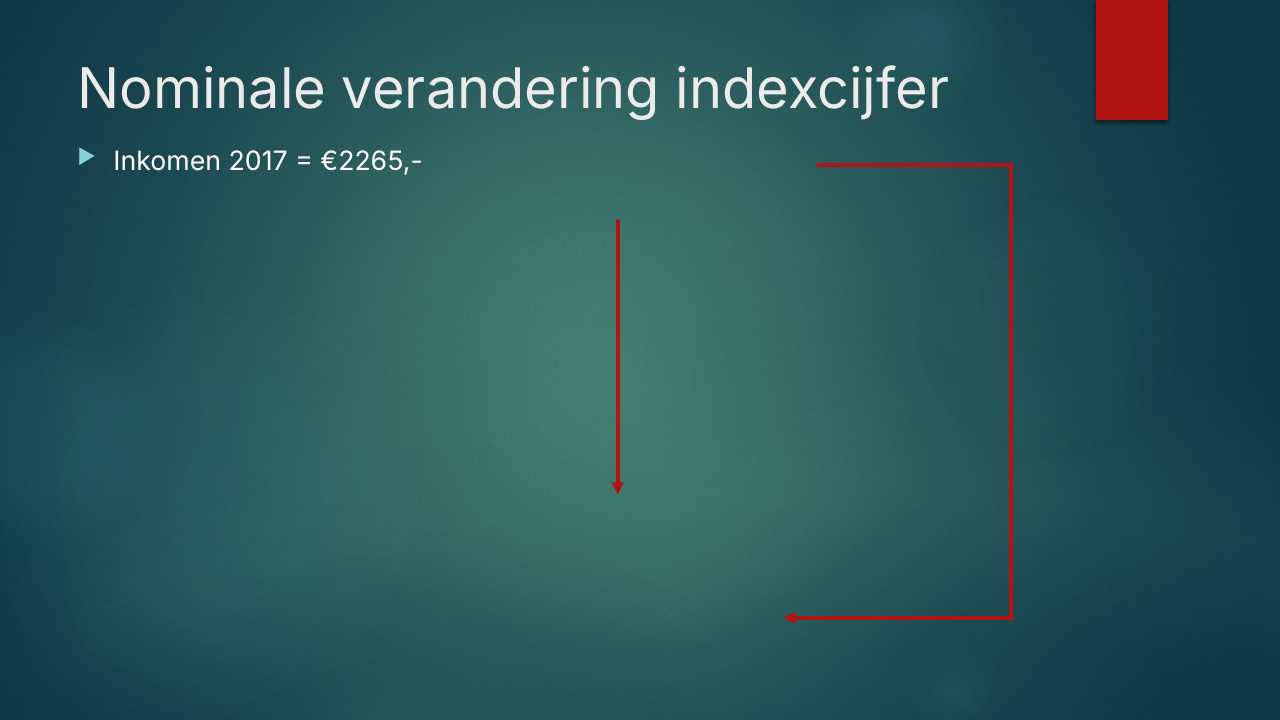 Nominale verandering indexcijfer
Inkomen 2017 = €2265,-